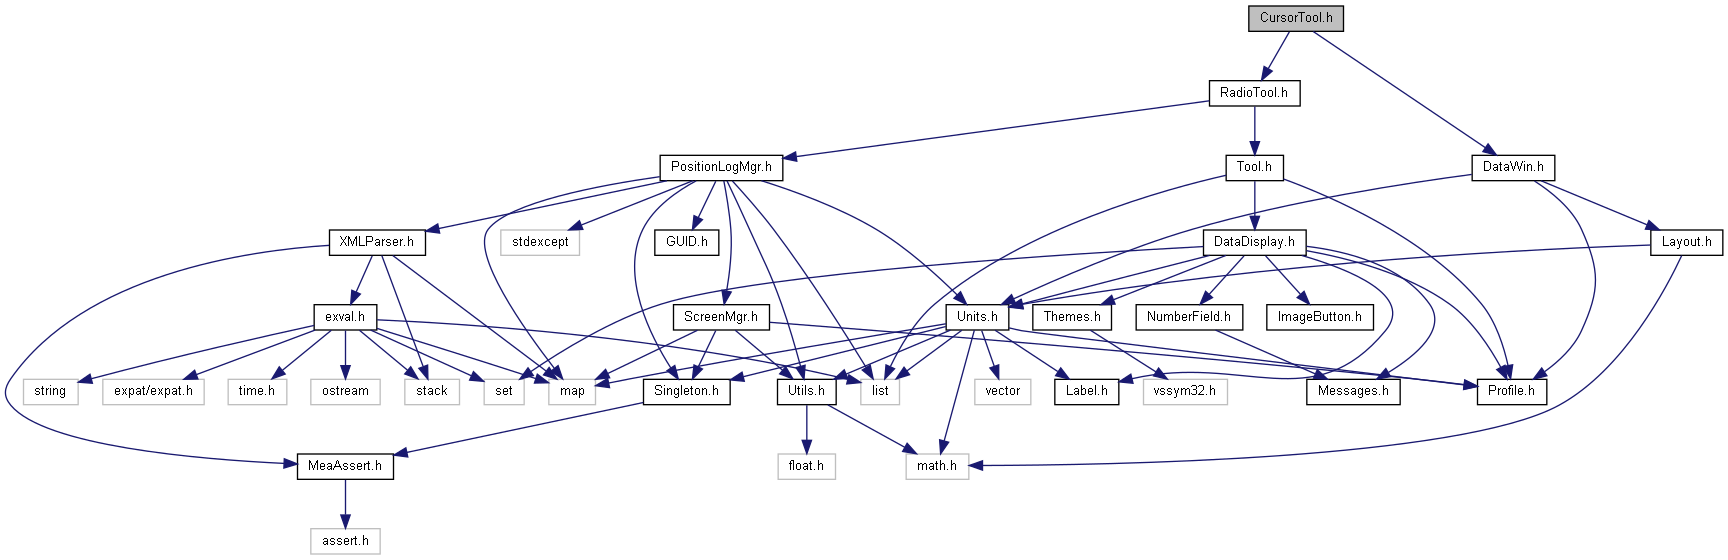 CursorTool.h
RadioTool.h
PositionLogMgr.h
Tool.h
DataWin.h
XMLParser.h
stdexcept
GUID.h
DataDisplay.h
Layout.h
exval.h
ScreenMgr.h
Units.h
Themes.h
NumberField.h
ImageButton.h
string
expat/expat.h
time.h
ostream
stack
set
map
Singleton.h
Utils.h
list
vector
Label.h
vssym32.h
Messages.h
Profile.h
MeaAssert.h
float.h
math.h
assert.h